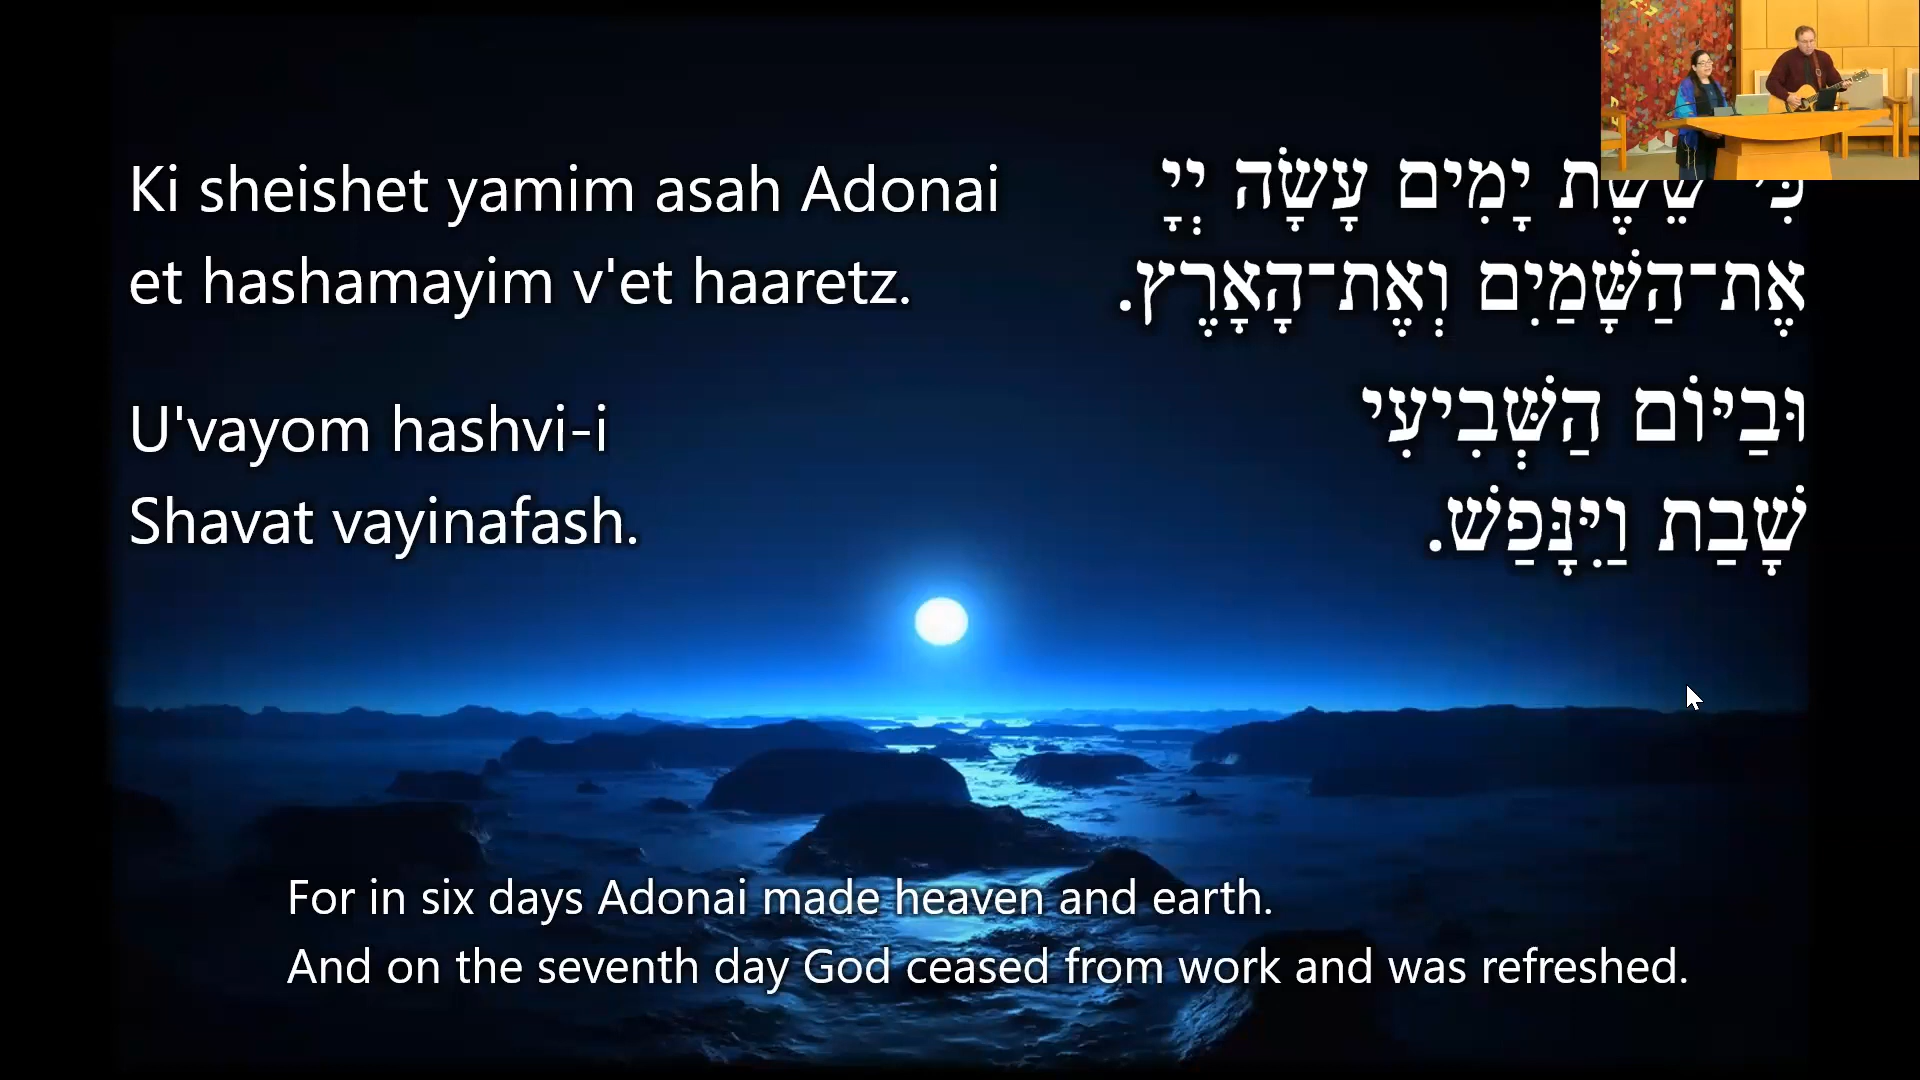 Ki sheishet yamim asah Adonai
et hashamayim v'et haaretz.
U'vayom hashvi-i
Shavat vayinafash.
כִּי שֵׁשֶׁת יָמִים עָשָׂה יְיָ
אֶת־הַשָּׁמַיִם וְאֶת־הָאָרֶץ.
וּבַיּוֹם הַשְּׁבִיעִי
שָׁבַת וַיִּנָּפַשׁ.
For in six days Adonai made heaven and earth.
And on the seventh day God ceased from work and was refreshed.